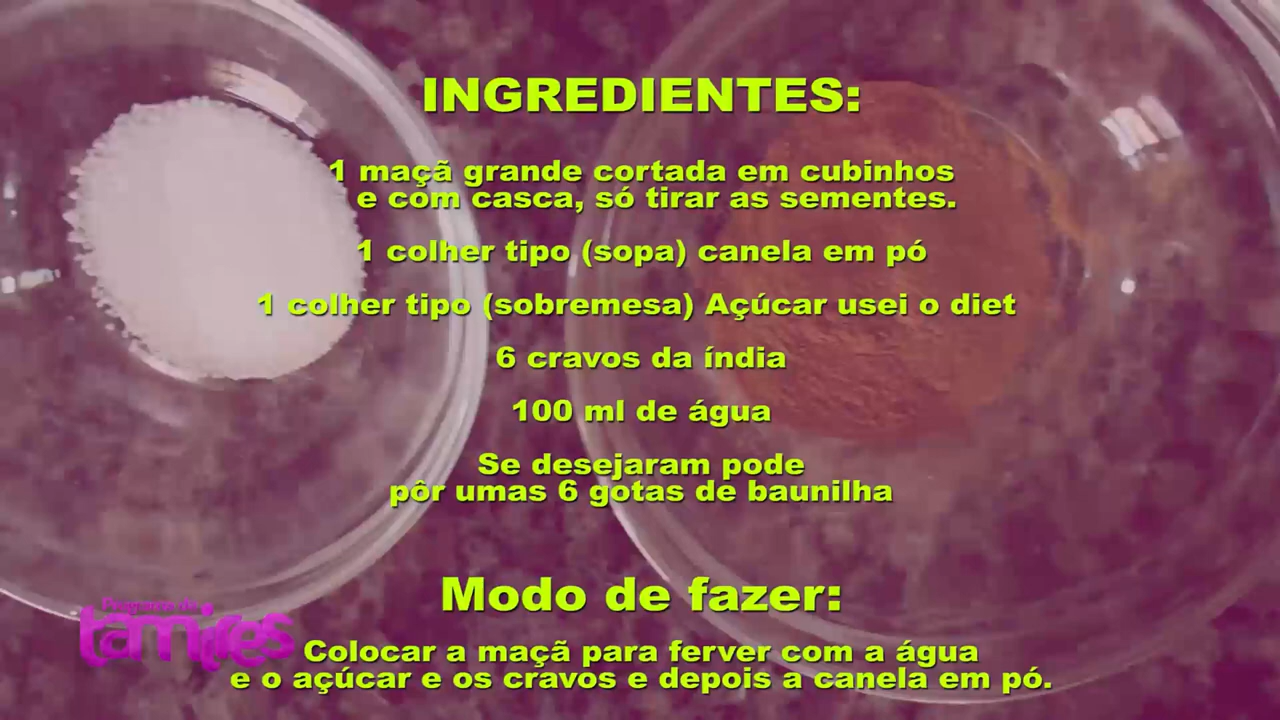 INGREDIENTES:
1 maçã grande cortada em cubinhos
e com casca, só tirar as sementes.
1 colher tipo (sopa) canela em pó
1 colher tipo (sobremesa) Açúcar usei o diet
6 cravos da índia
100 ml de água
Se desejaram pode
pôr umas 6 gotas de baunilha
Modo de fazer:
Programa da
tamires
Colocar a maçã para ferver com a água
e o açúcar e os cravos e depois a canela em pó.